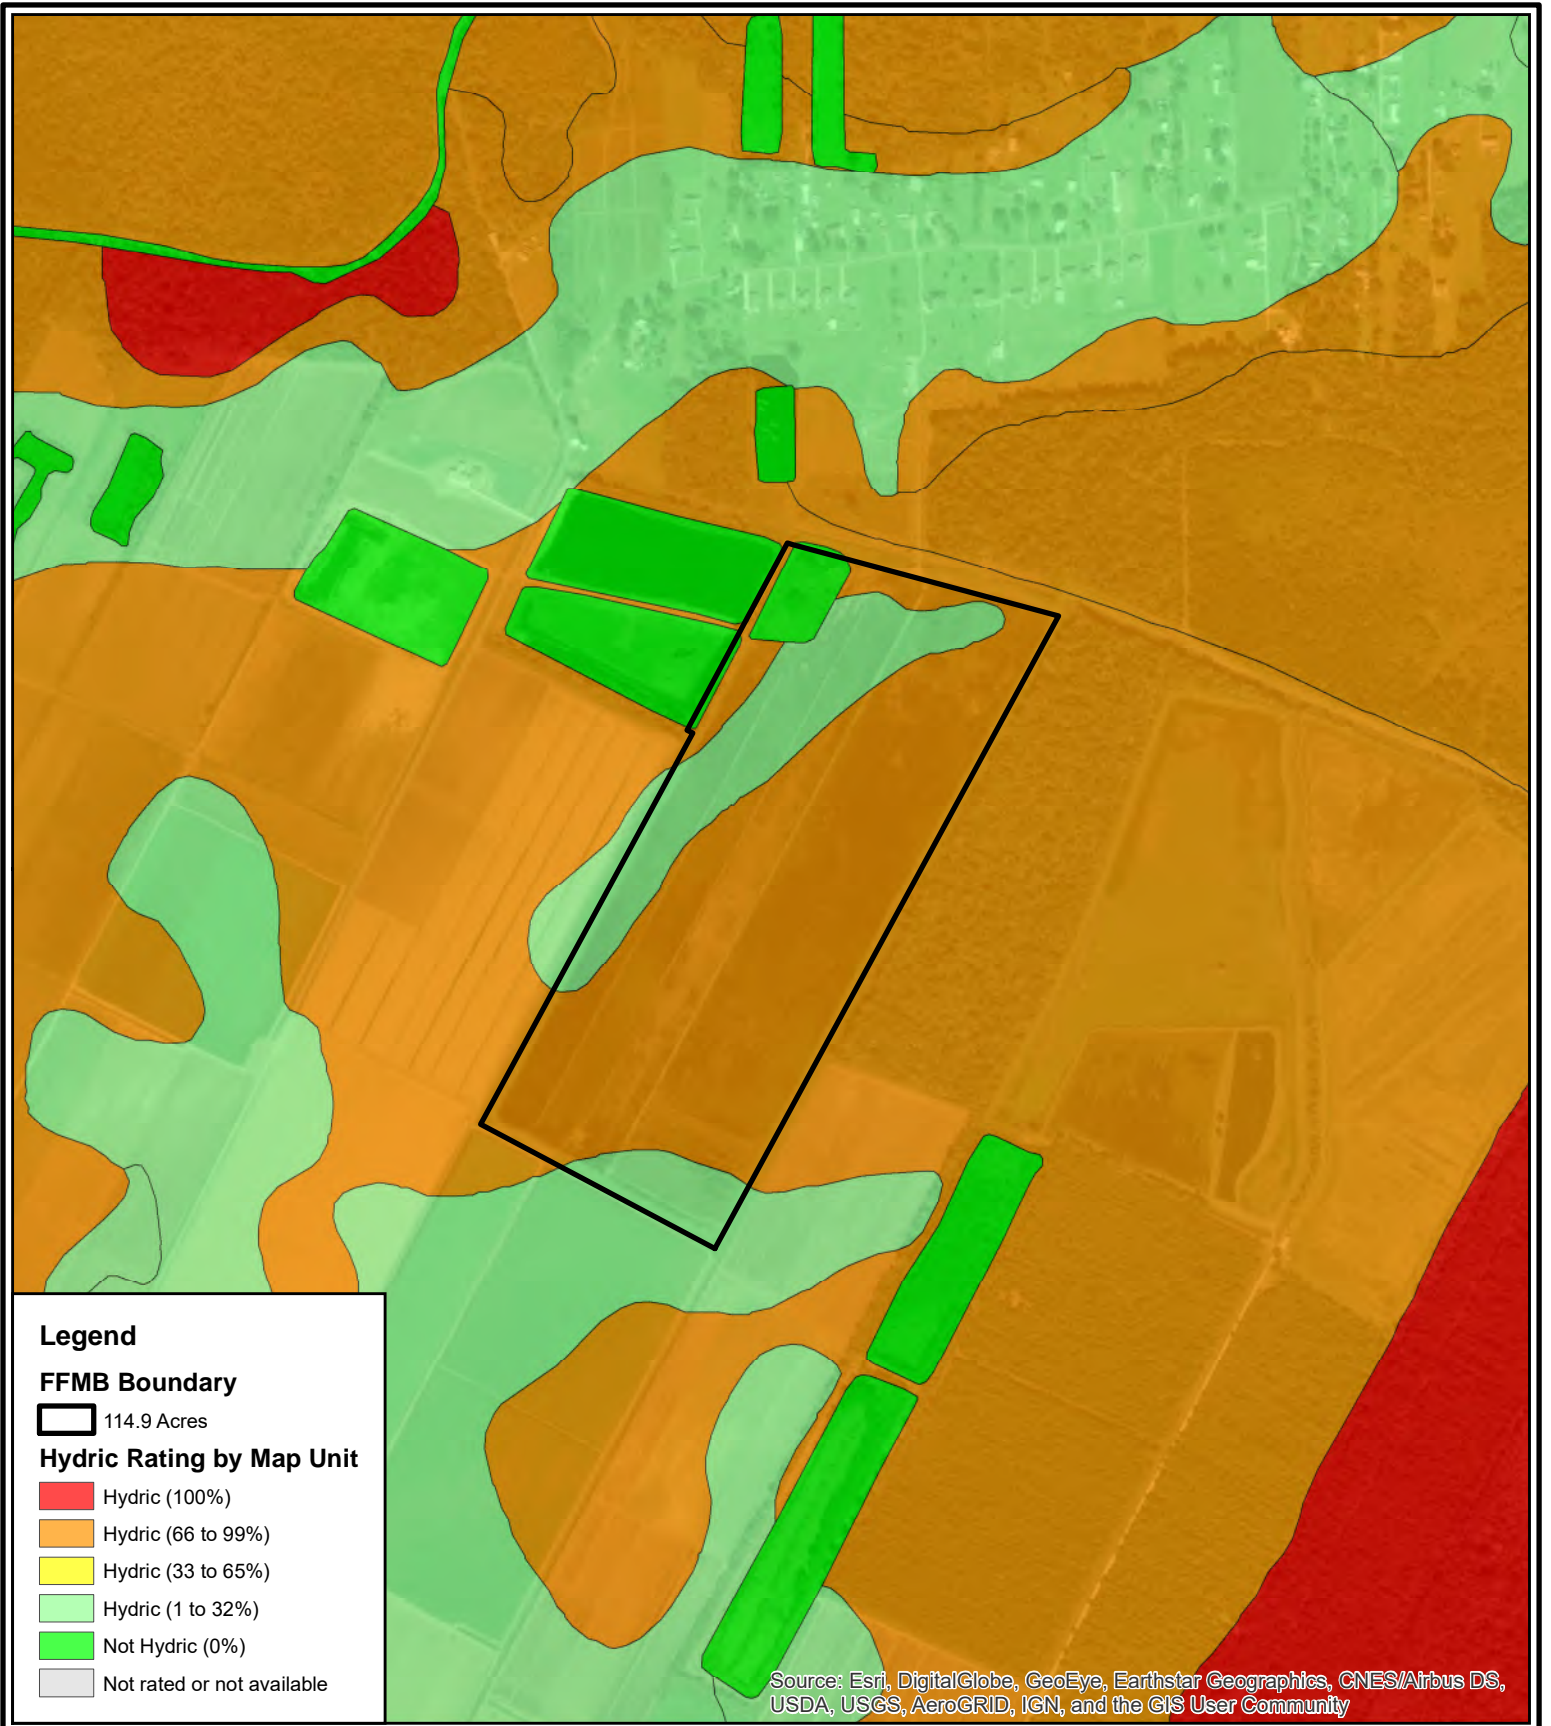 Legend
FFMB Boundary
114.9 Acres
Hydric Rating by Map Unit
Hydric (100%)
Hydric (66 to 99%)
Hydric (33 to 65%)
Hydric (1 to 32%)
Not Hydric (0%)
Not rated or not available
Source: Esri, DigitalGlobe, GeoEye, Earthstar Geographics, CNES/Airbus DS,
USDA, USGS, AeroGRID, IGN, and the GIS User Community